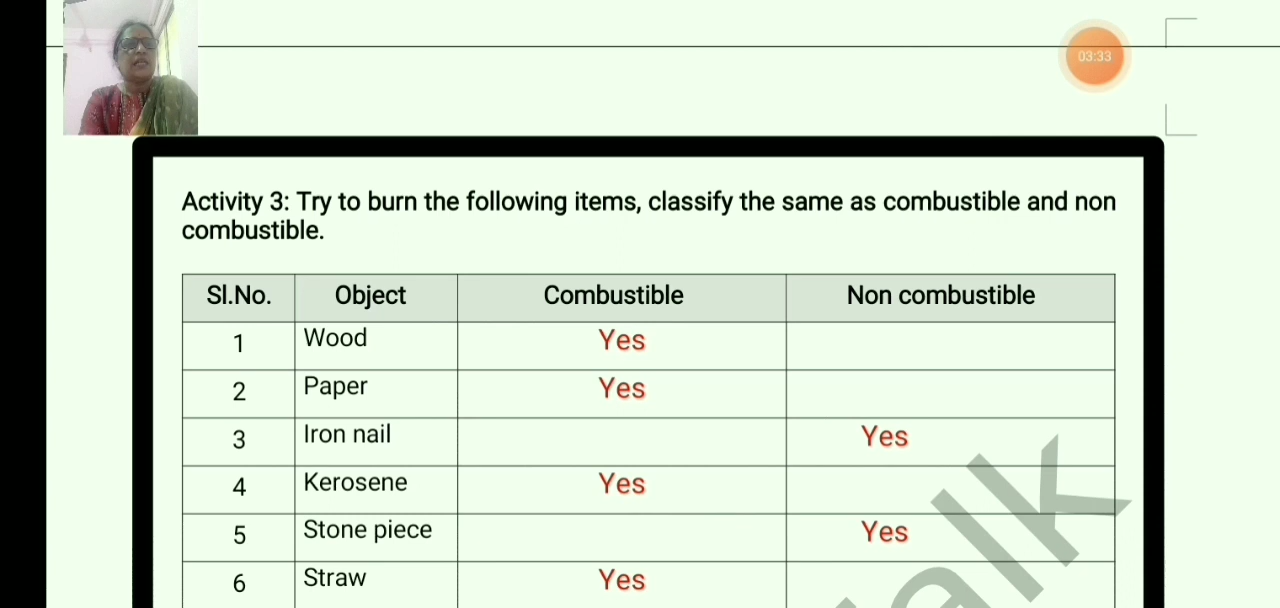 03:33
Activity 3: Try to burn the following items, classify the same as combustible and non
combustible.
Sl.No. Object Combustible Non combustible
1 Wood Yes
2 Paper Yes
3 Iron nail Yes
4 Kerosene Yes
5 Stone piece Yes
6 Straw Yes
alk